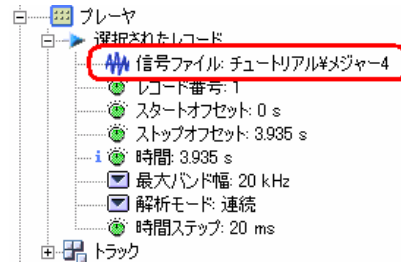 プレーヤ
選択されたレコード
信号ファイル: チュートリアル¥メジャー4
レコード番号: 1
スタートオフセット: 0 s
ストップオフセット: 3.935 s
時間: 3.935 s
最大バンド幅: 20 kHz
解析モード: 連続
時間ステップ: 20 ms
トラック